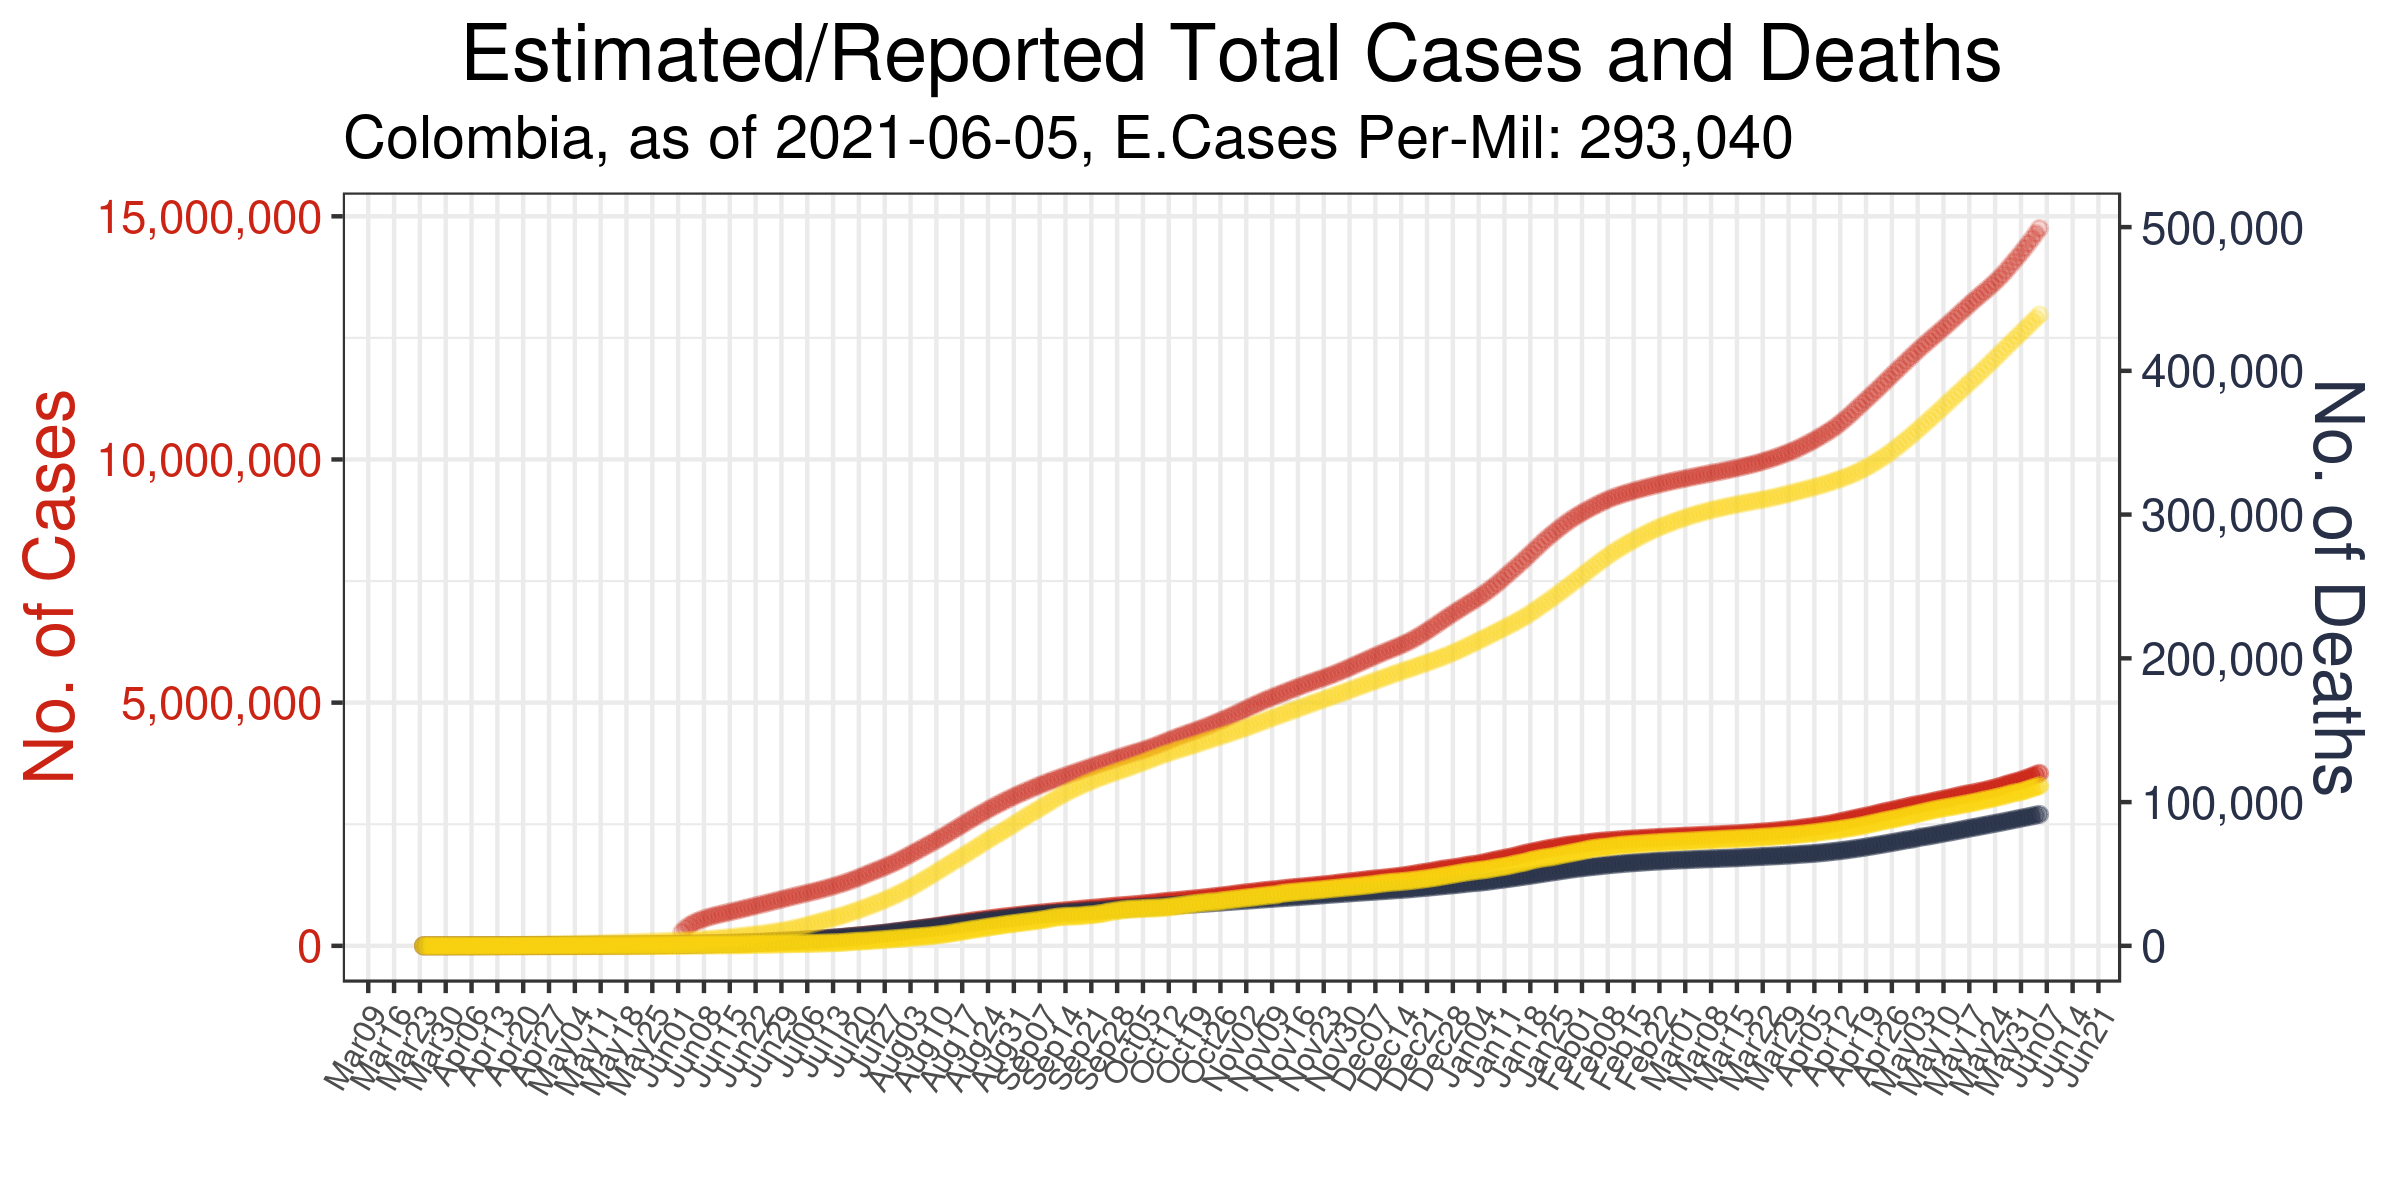 Estimated/Reported Total Cases and Deaths
Colombia, as of 2021-06-05, E.Cases Per-Mil: 293,040
No. of Cases
15,000,000
10,000,000
5,000,000
0
500,000
400,000
300,000
200,000
100,000
0
No. of Deaths
Mar09
Mar16
Mar23
Mar30
Apr06
Apr13
Apr20
Apr27
May04
May11
May18
May25
Jun01
Jun08
Jun15
Jun22
Jun29
Jul06
Jul13
Jul20
Jul27
Aug03
Aug10
Aug17
Aug24
Aug31
Sep07
Sep14
Sep21
Sep28
Oct05
Oct12
Oct19
Oct26
Nov02
Nov09
Nov16
Nov23
Nov30
Dec07
Dec14
Dec21
Dec28
Jan04
Jan11
Jan18
Jan25
Feb01
Feb08
Feb15
Feb22
Mar01
Mar08
Mar15
Mar22
Mar29
Apr05
Apr12
Apr19
Apr26
May03
May10
May17
May24
May31
Jun07
Jun14
Jun21